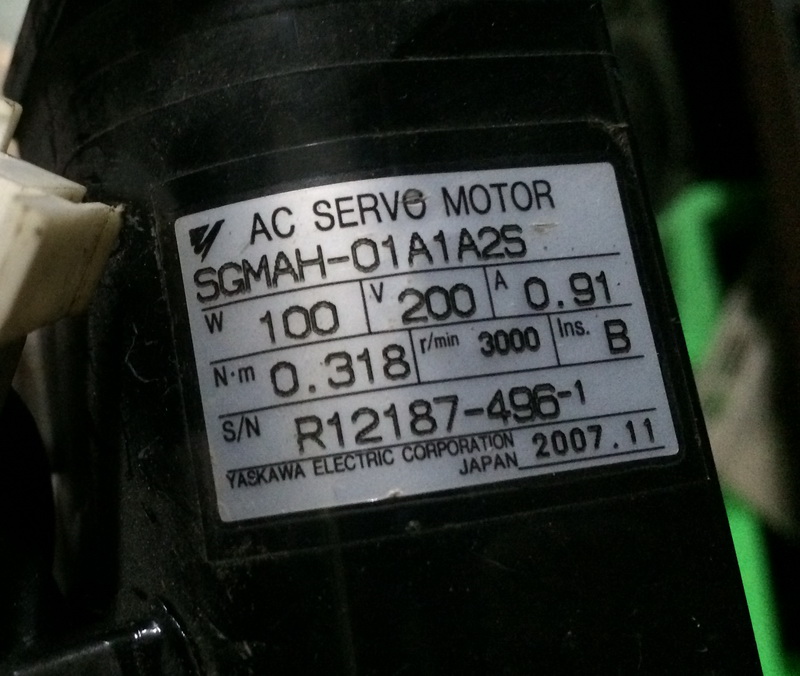 AC SERVO MOTOR
SGMAH-01A1A2S
W 100 V 200 A 0.91
N·m 0.318 r/min 3000 Ins. B
S/N R12187-496-1
YASKAWA ELECTRIC CORPORATION 2007.11
JAPAN